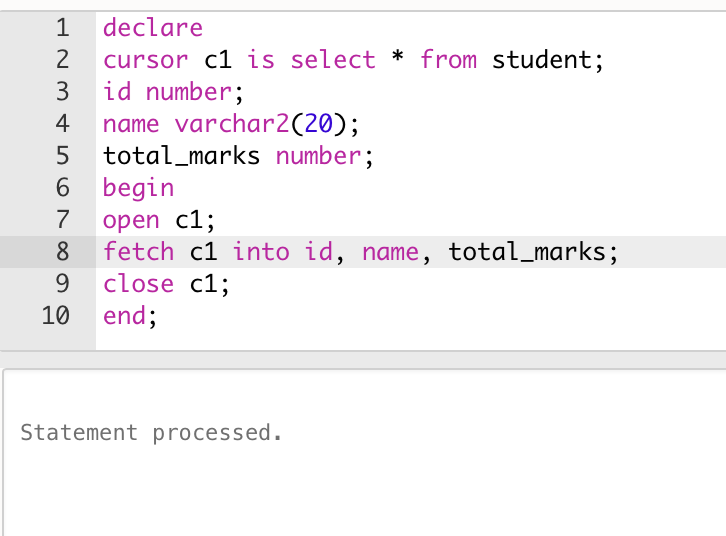 1 declare
2 cursor c1 is select * from student;
3 id number;
4 name varchar2(20);
5 total_marks number;
6 begin
7 open c1;
8 fetch c1 into id, name, total_marks;
9 close c1;
10 end;
Statement processed.